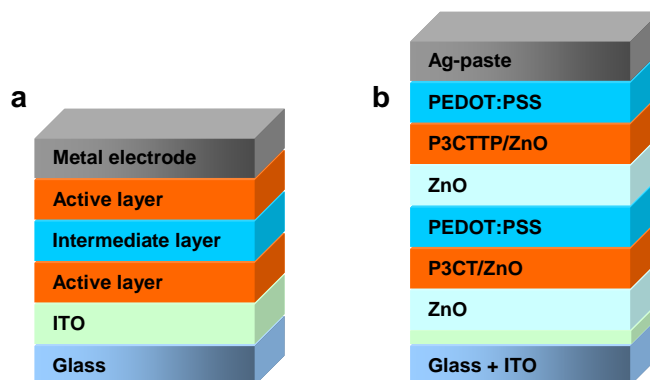 a
Metal electrode
Active layer
Intermediate layer
Active layer
ITO
Glass
b
Ag-paste
PEDOT:PSS
P3CTTP/ZnO
ZnO
PEDOT:PSS
P3CT/ZnO
ZnO
Glass + ITO